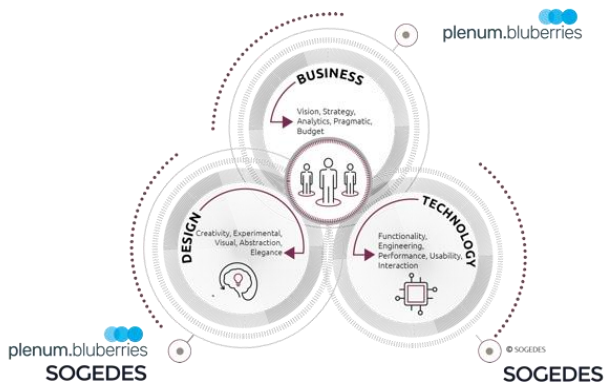 plenum.bluberries
BUSINESS
Vision, Strategy,
Analytics, Pragmatic,
Budget
DESIGN
Creativity, Experimental,
Visual, Abstraction,
Elegance
TECHNOLOGY
Functionality,
Engineering,
Performance, Usability,
Interaction
plenum.bluberries
SOGEDES
© SOGEDES
SOGEDES